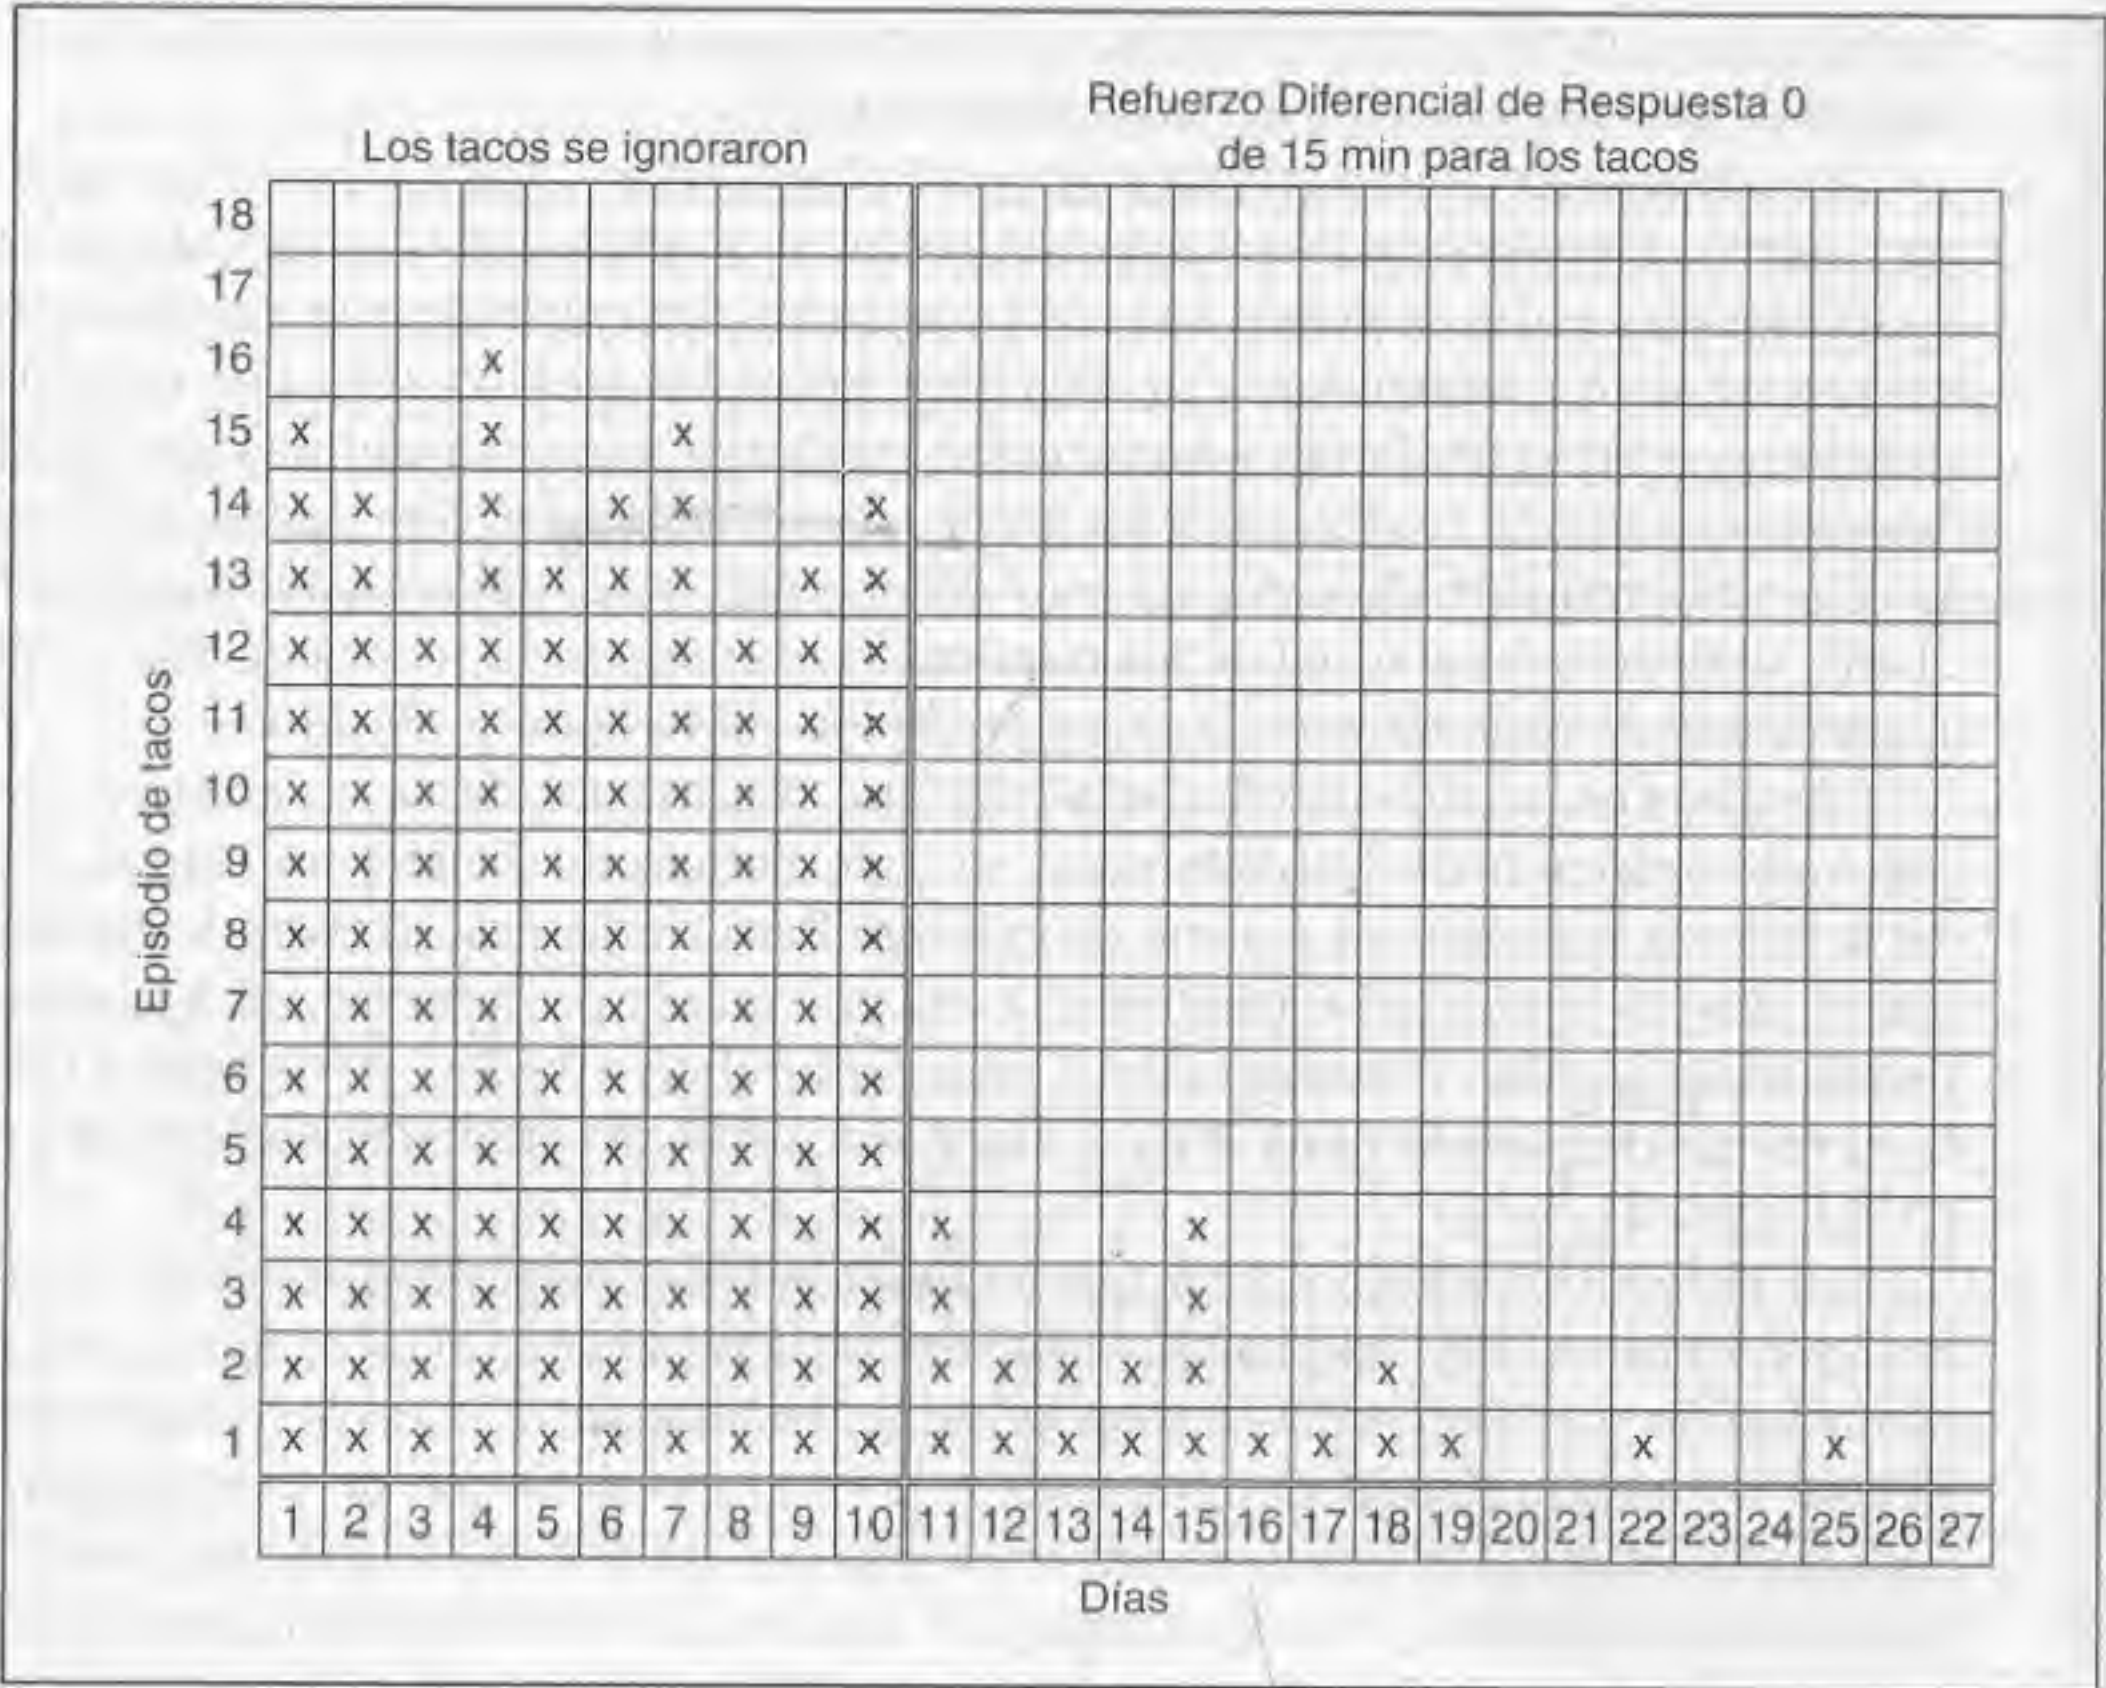 Los tacos se ignoraron
Refuerzo Diferencial de Respuesta 0
de 15 min para los tacos
Episodio de tacos
18
17
16 x
15 x x x
14 x x x x x x
13 x x x x x x x x
12 x x x x x x x x x x
11 x x x x x x x x x x
10 x x x x x x x x x x
9 x x x x x x x x x x
8 x x x x x x x x x x
7 x x x x x x x x x x
6 x x x x x x x x x x
5 x x x x x x x x x x
4 x x x x x x x x x x x x
3 x x x x x x x x x x x x
2 x x x x x x x x x x x x x x x x
1 x x x x x x x x x x x x x x x x x x x x x
1 2 3 4 5 6 7 8 9 10 11 12 13 14 15 16 17 18 19 20 21 22 23 24 25 26 27
Días